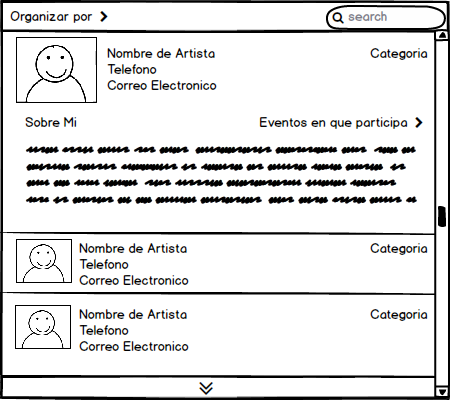 Organizar por
search
Nombre de Artista
Categoria
Telefono
Correo Electronico
Sobre Mi
Eventos en que participa
Nombre de Artista
Categoria
Telefono
Correo Electronico
Nombre de Artista
Categoria
Telefono
Correo Electronico